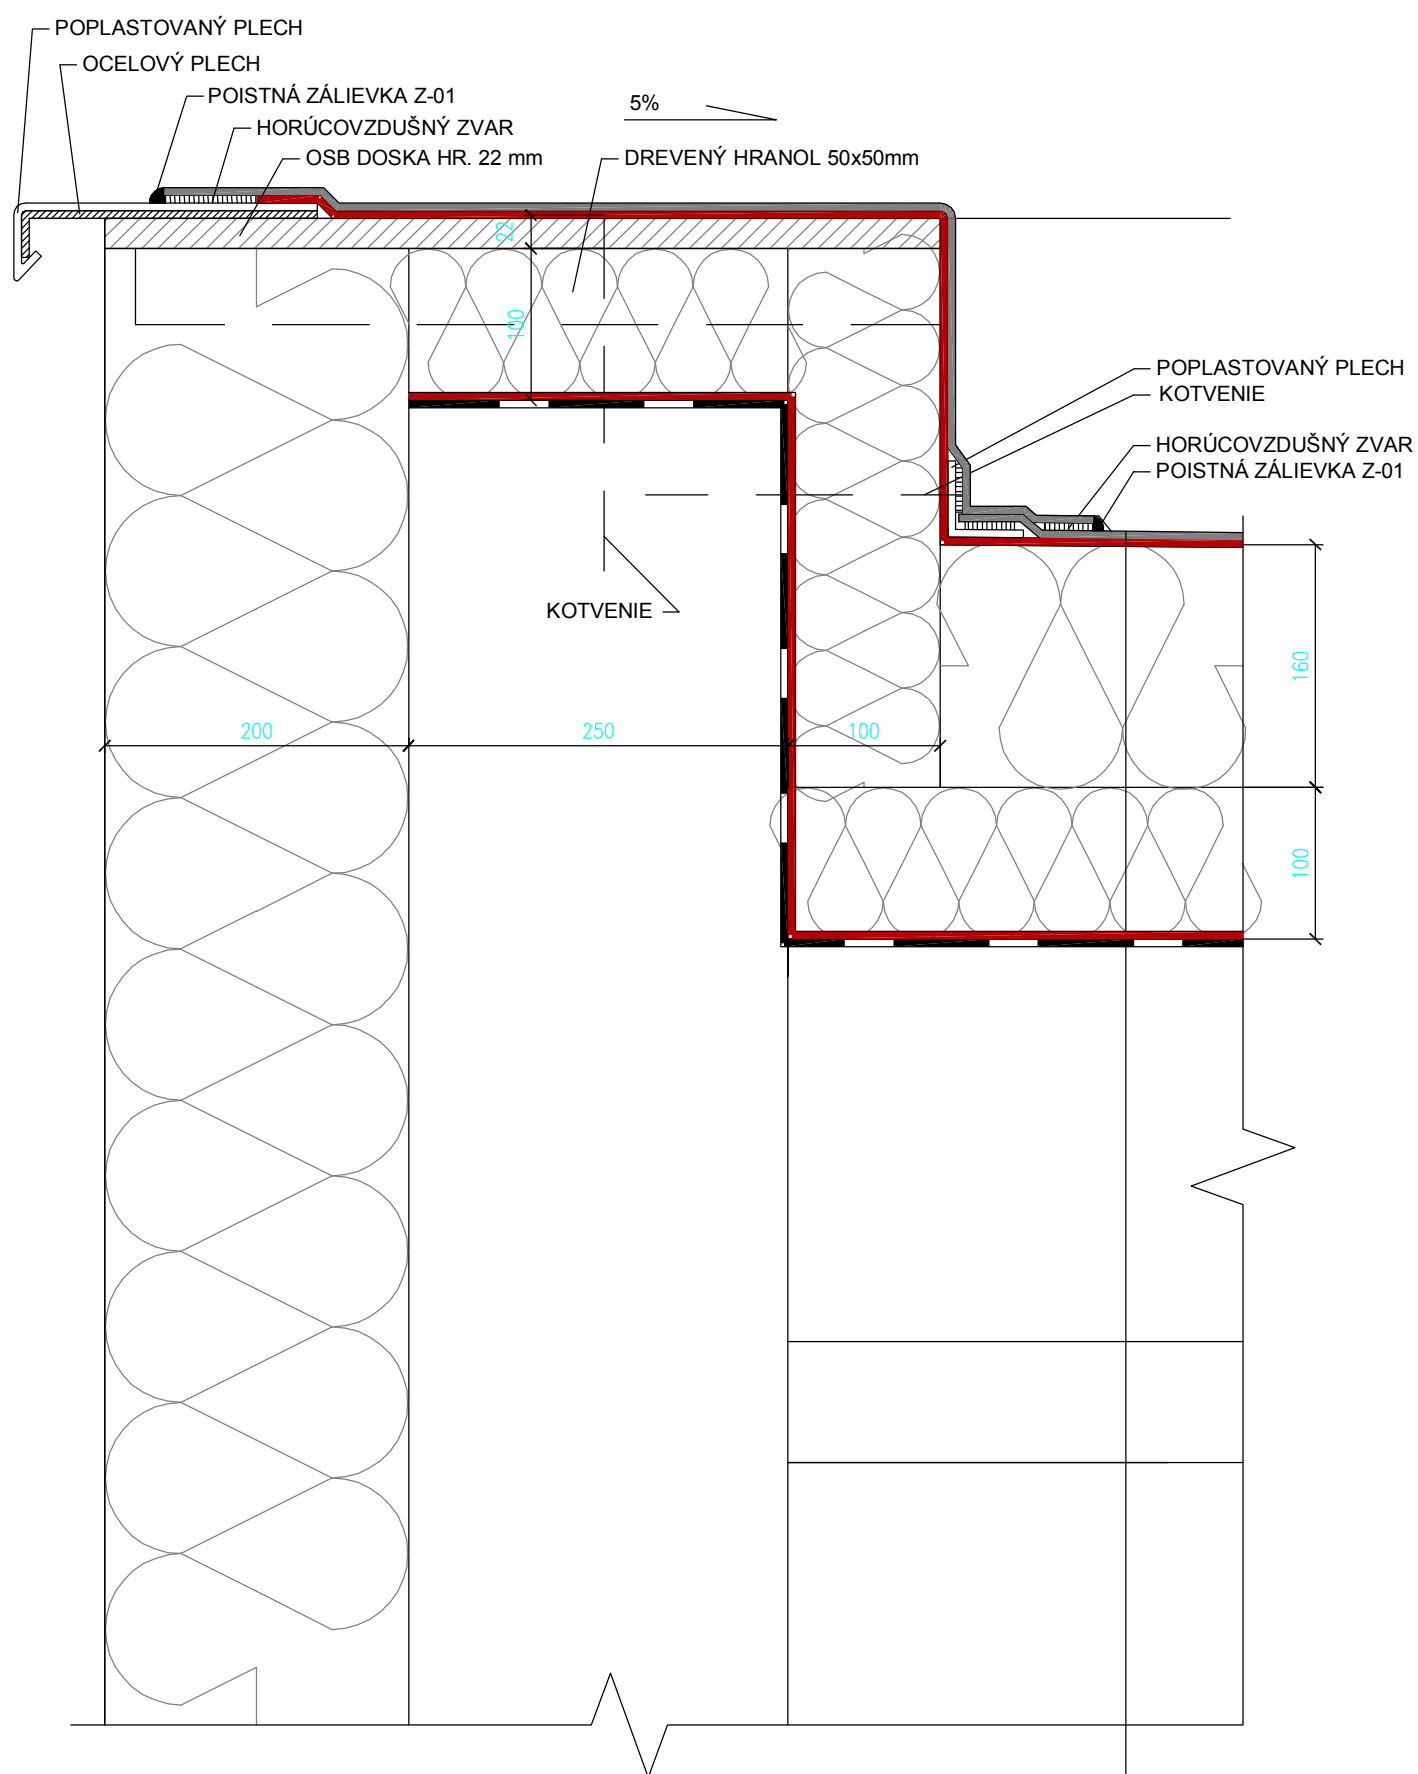 POPLASTOVANÝ PLECH
OCELOVÝ PLECH
POISTNÁ ZÁLIEVKA Z-01
5%
HORÚCOVZDUŠNÝ ZVAR
OSB DOSKA HR. 22 mm
DREVENÝ HRANOL 50x50mm
22
100
POPLASTOVANÝ PLECH
KOTVENIE
HORÚCOVZDUŠNÝ ZVAR
POISTNÁ ZÁLIEVKA Z-01
KOTVENIE
160
200
250
100
100